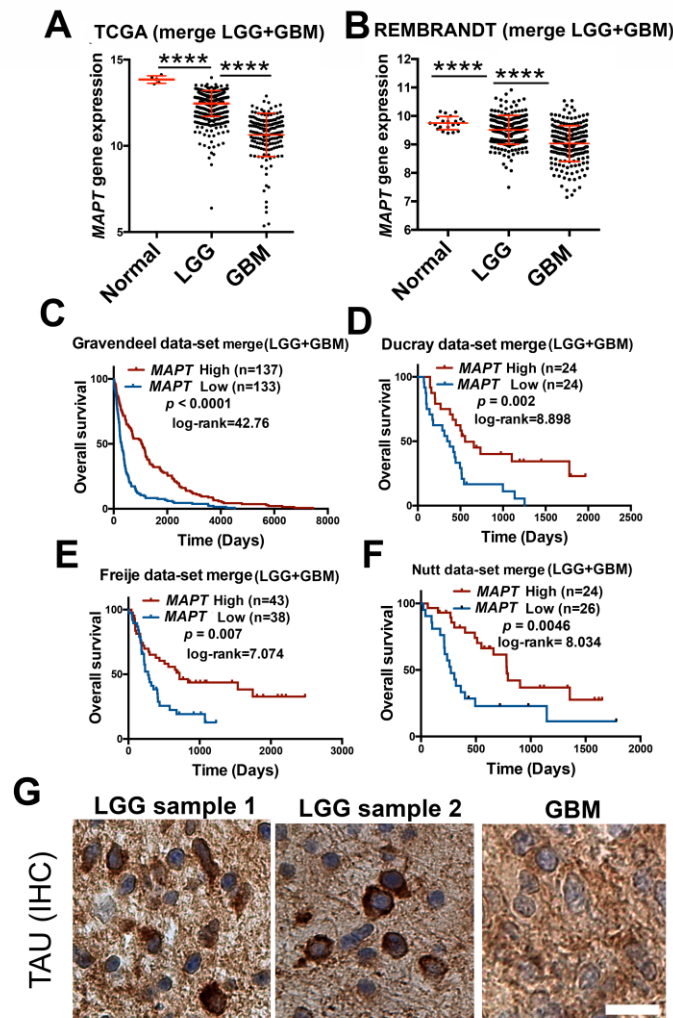 A
TCGA (merge LGG+GBM)
**** ****
MAPT gene expression
15
10
5
Normal
LGG
GBM
B
REMBRANDT (merge LGG+GBM)
**** ****
MAPT gene expression
12
11
10
9
8
7
6
Normal
LGG
GBM
C
Gravendeel data-set merge(LGG+GBM)
MAPT High (n=137)
MAPT Low (n=133)
p < 0.0001
log-rank=42.76
Overall survival
100
50
0
0 2000 4000 6000 8000
Time (Days)
D
Ducray data-set merge(LGG+GBM)
MAPT High (n=24
MAPT Low (n=24)
p = 0.002
log-rank=8.898
Overall survival
100
50
0
0 500 1000 1500 2000 2500
Time (Days)
E
Freije data-set merge(LGG+GBM)
MAPT High (n=43)
MAPT Low (n=38)
p = 0.007
log-rank=7.074
Overall survival
100
50
0
0 1000 2000 3000
Time (Days)
F
Nutt data-set merge(LGG+GBM)
MAPT High (n=24)
MAPT Low (n=26)
p = 0.0046
log-rank= 8.034
Overall survival
100
50
0
0 500 1000 1500 2000
Time (Days)
G
LGG sample 1
LGG sample 2
GBM
TAU (IHC)